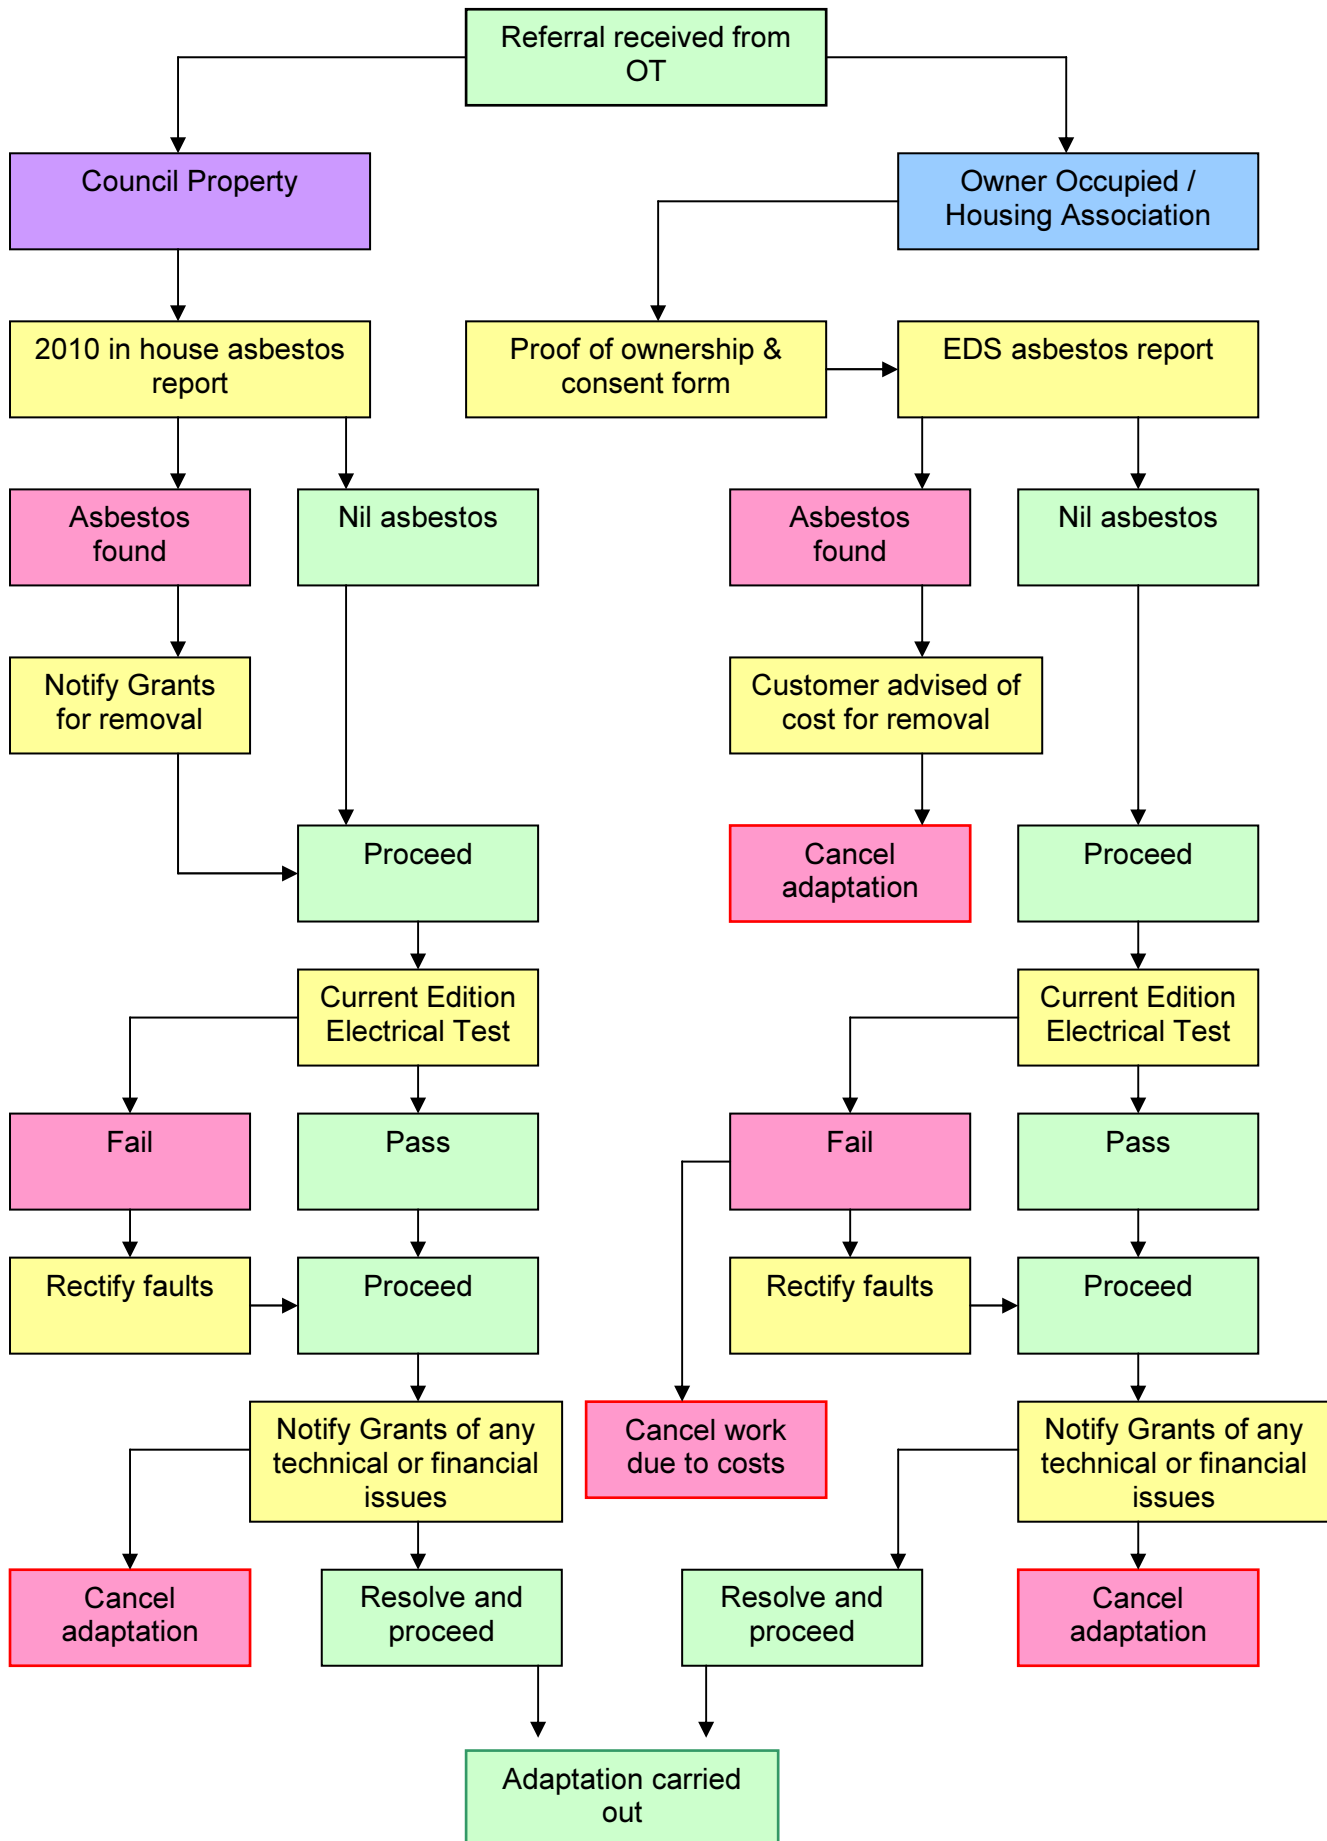 Referral received from
OT
Council Property
Owner Occupied /
Housing Association
2010 in house asbestos
report
Proof of ownership &
consent form
EDS asbestos report
Asbestos
found
Nil asbestos
Asbestos
found
Nil asbestos
Notify Grants
for removal
Customer advised of
cost for removal
Proceed
Cancel
adaptation
Proceed
Current Edition
Electrical Test
Current Edition
Electrical Test
Fail
Pass
Fail
Pass
Rectify faults
Proceed
Rectify faults
Proceed
Notify Grants of any
technical or financial
issues
Cancel work
due to costs
Notify Grants of any
technical or financial
issues
Cancel
adaptation
Resolve and
proceed
Resolve and
proceed
Cancel
adaptation
Adaptation carried
out